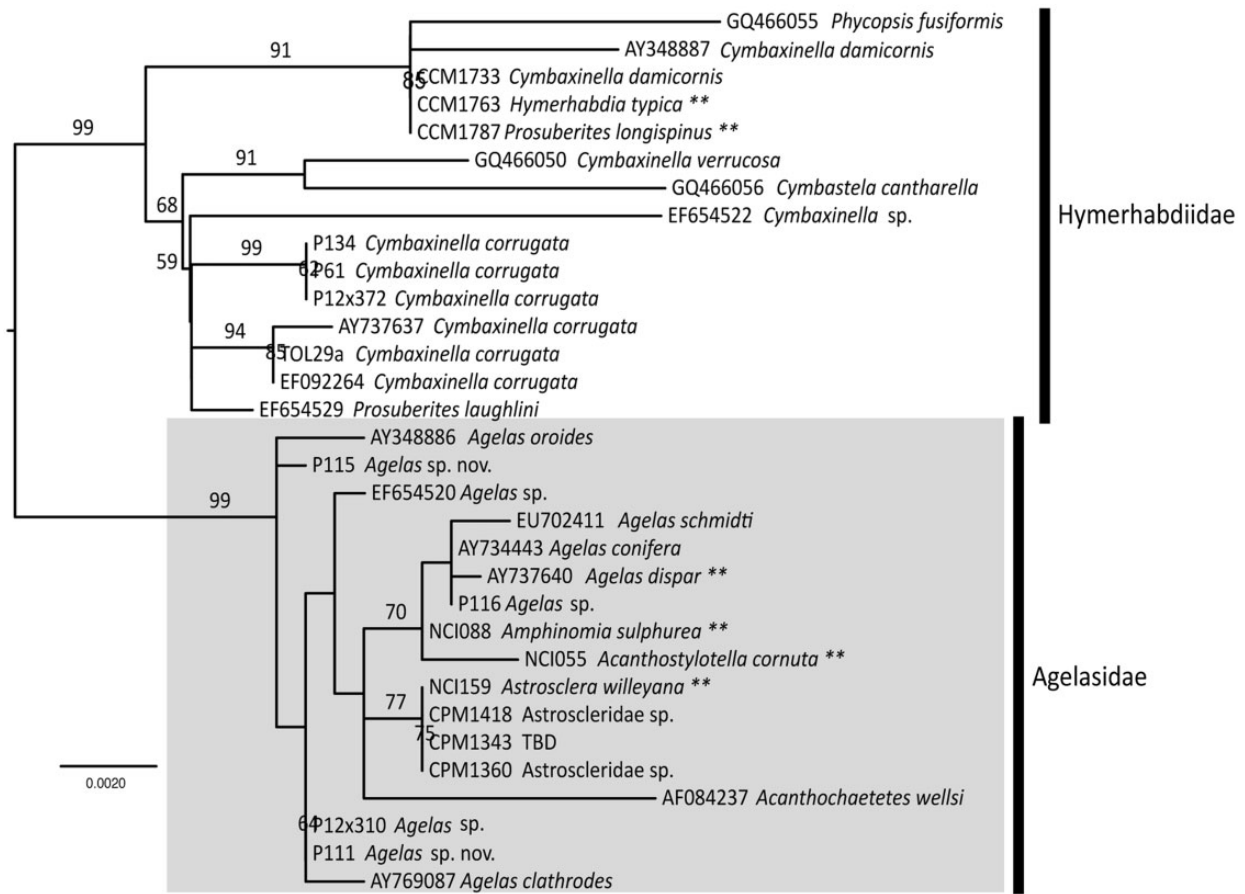 GQ466055 Phycopsis fusiformis
91
AY348887 Cymbaxinella damicornis
85
CCM1733 Cymbaxinella damicornis
CCM1763 Hymerhabdia typica **
99
CCM1787 Prosuberites longispinus **
91
GQ466050 Cymbaxinella verrucosa
GQ466056 Cymbastela cantharella
68
EF654522 Cymbaxinella sp.
Hymerhabdiidae
P134 Cymbaxinella corrugata
59
99
62
P61 Cymbaxinella corrugata
P12x372 Cymbaxinella corrugata
AY737637 Cymbaxinella corrugata
94
85
TOL29a Cymbaxinella corrugata
EF092264 Cymbaxinella corrugata
EF654529 Prosuberites laughlini
AY348886 Agelas oroides
P115 Agelas sp. nov.
99
EF654520 Agelas sp.
EU702411 Agelas schmidti
AY734443 Agelas conifera
AY737640 Agelas dispar **
P116 Agelas sp.
70
NCI088 Amphinomia sulphurea **
NCI055 Acanthostylotella cornuta **
Agelasidae
NCI159 Astrosclera willeyana **
77
CPM1418 Astroscleridae sp.
75
CPM1343 TBD
CPM1360 Astroscleridae sp.
0.0020
AF084237 Acanthochaetetes wellsi
64
P12x310 Agelas sp.
P111 Agelas sp. nov.
AY769087 Agelas clathrodes